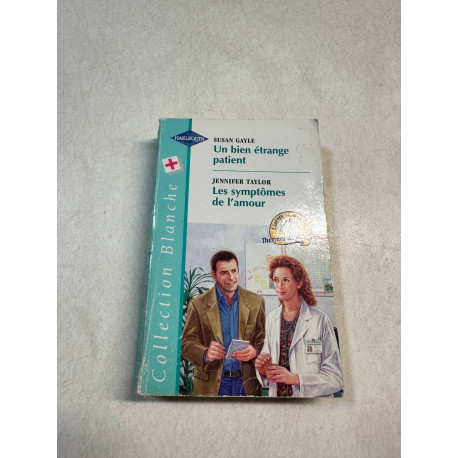 HARLEQUIN
SUSAN GAYLE
Un bien étrange
patient
JENNIFER TAYLOR
Les symptômes
de l'amour
Collection Blanche